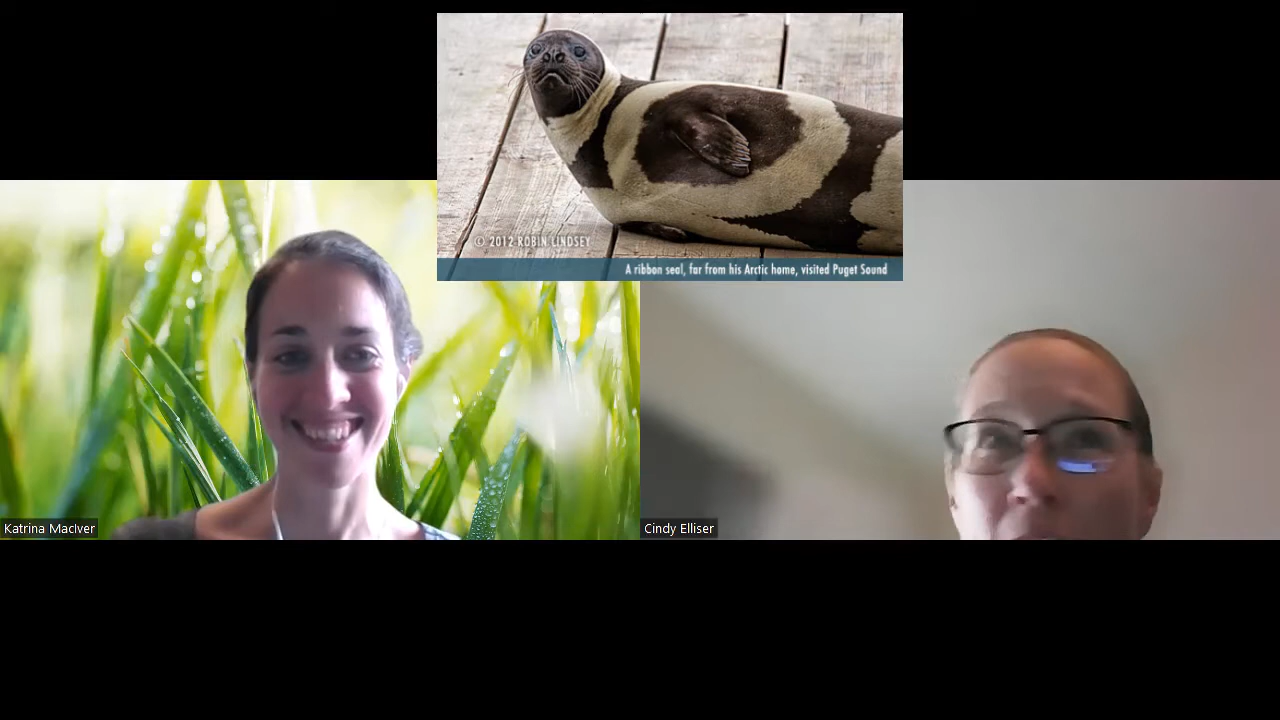 © 2012 ROBIN LINDSEY
A ribbon seal, far from his Arctic home, visited Puget Sound
Katrina MacIver
Cindy Elliser